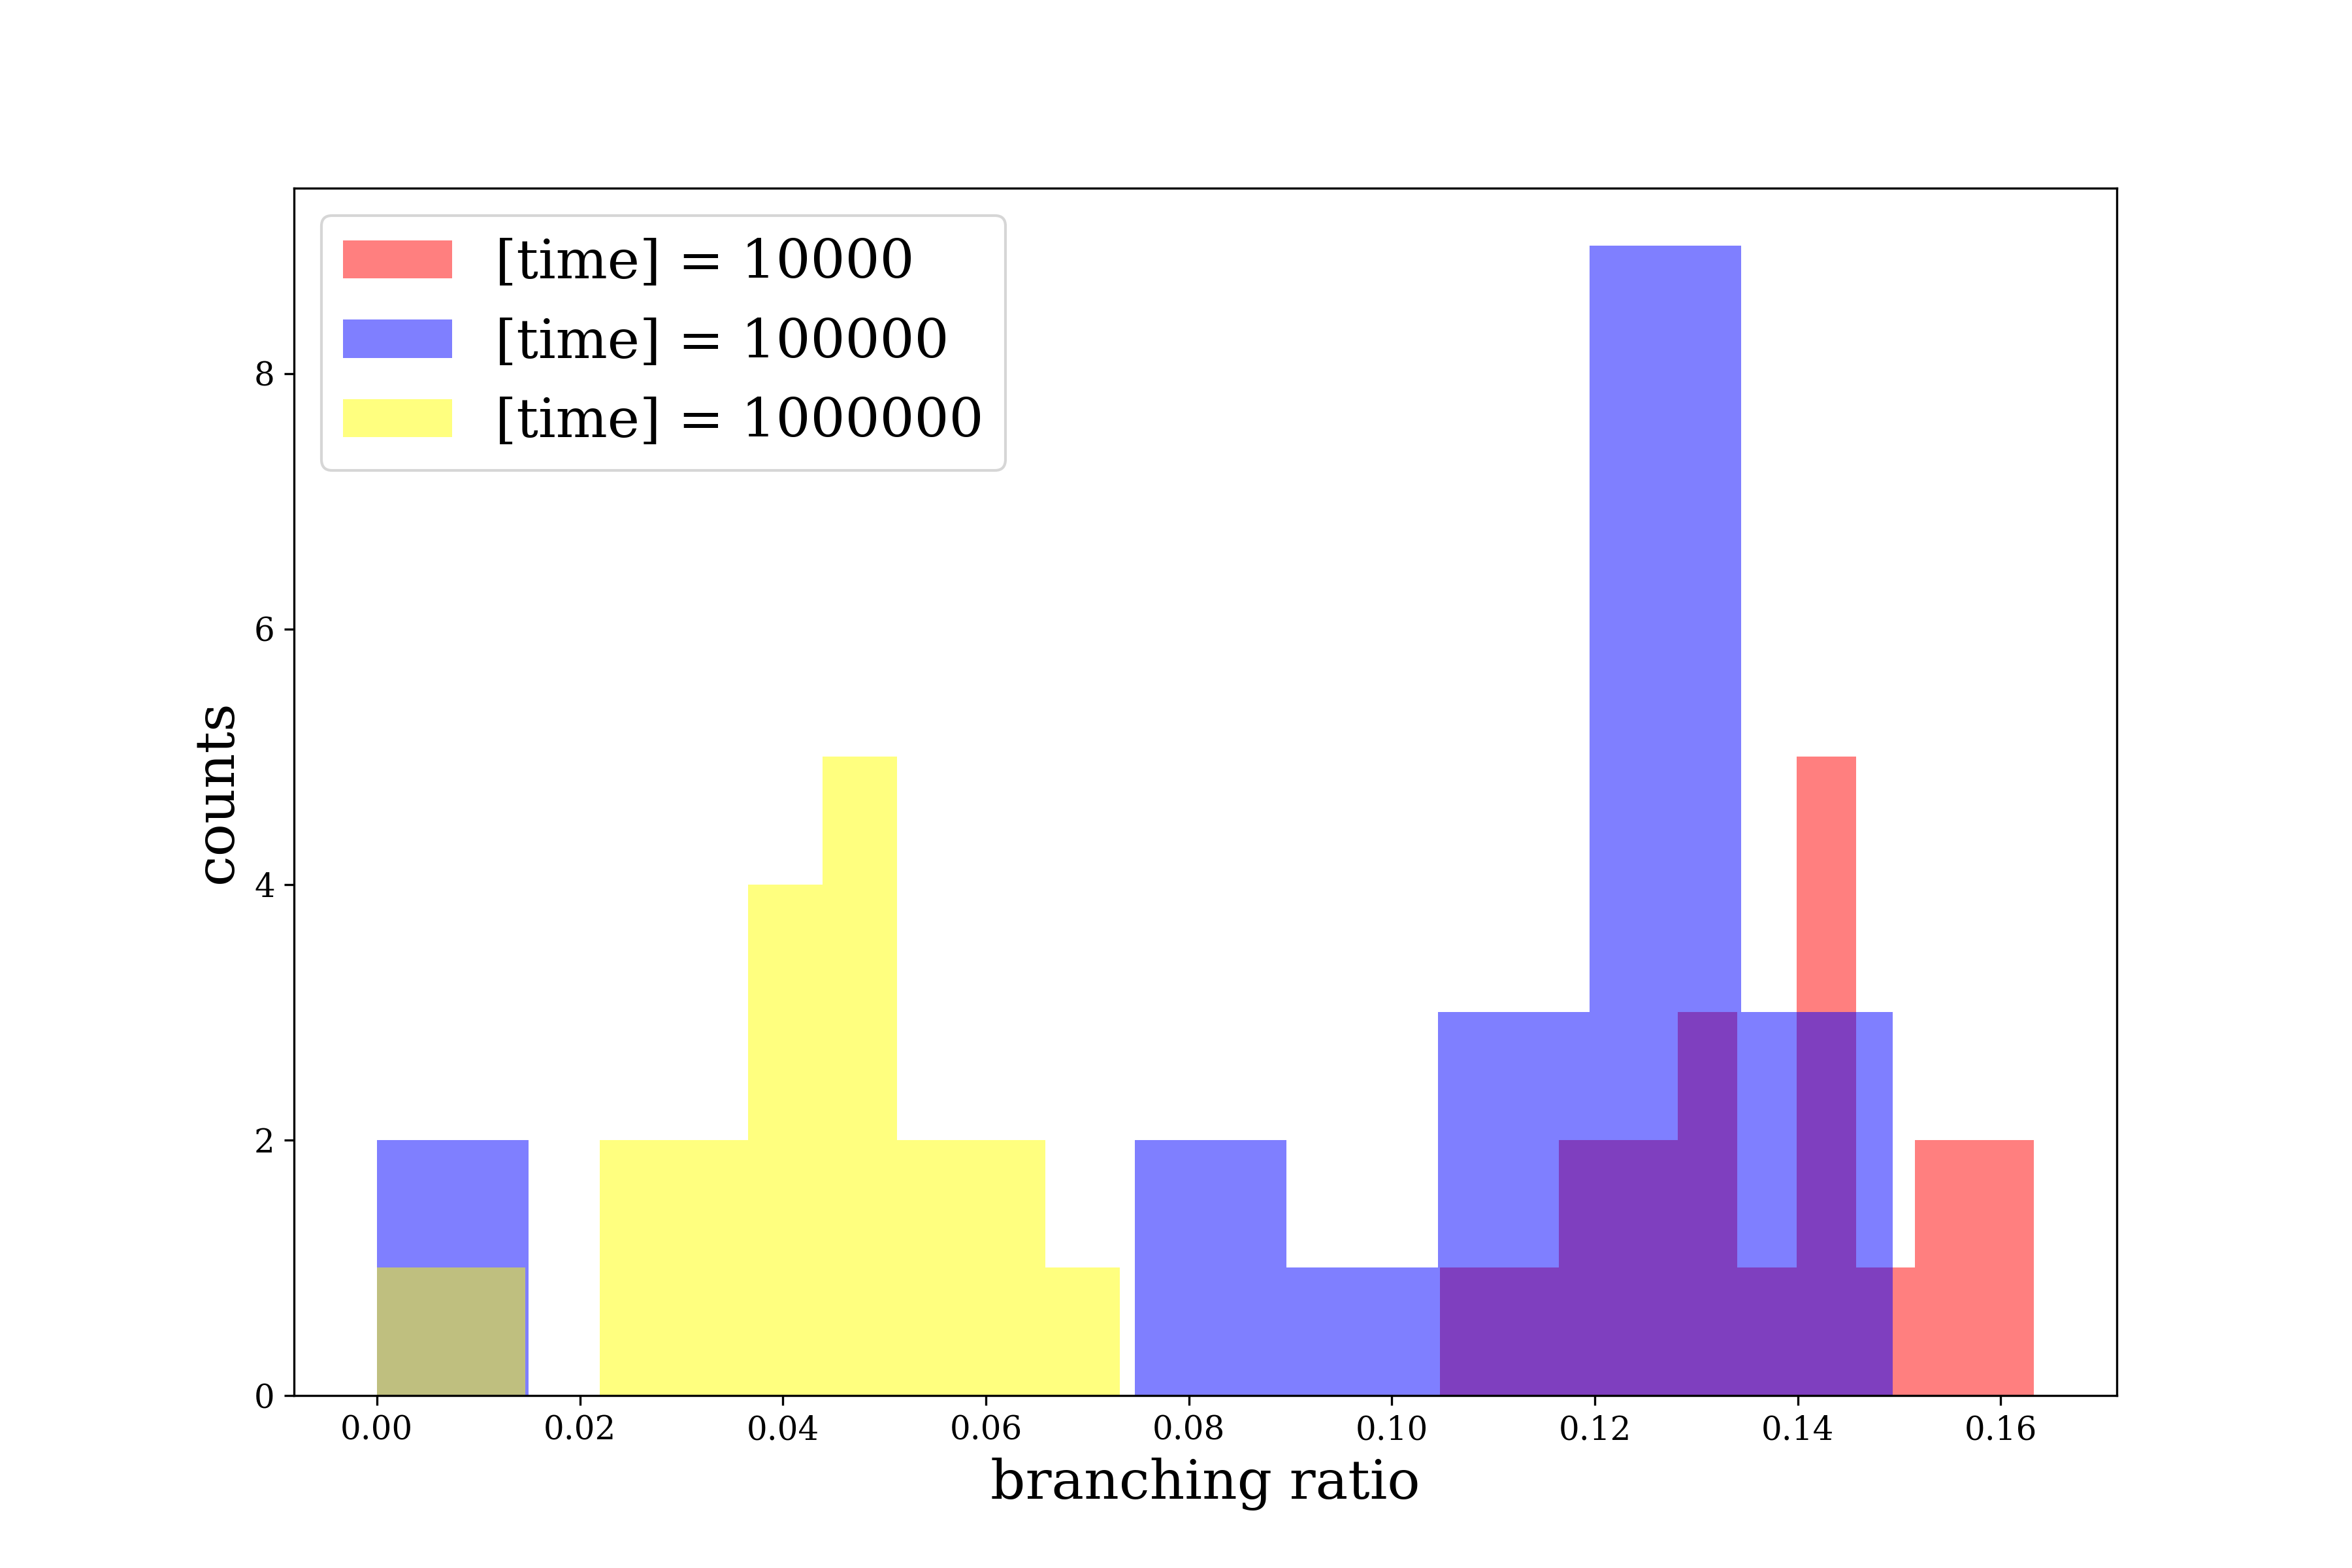 [time] = 10000
[time] = 100000
[time] = 1000000
counts
8
6
4
2
0
0.00 0.02 0.04 0.06 0.08 0.10 0.12 0.14 0.16
branching ratio